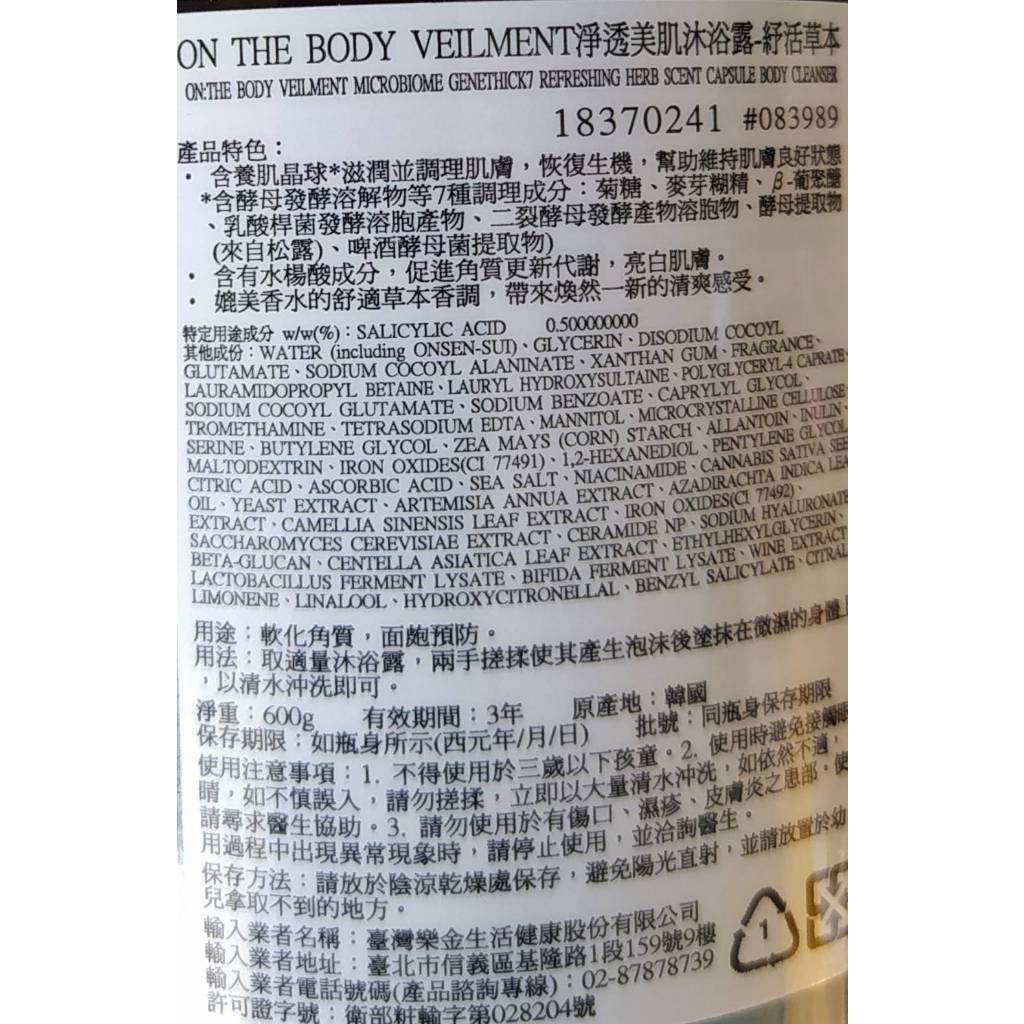 ON THE BODY VEILMENT淨透美肌沐浴露-紓活草本
ON:THE BODY VEILMENT MICROBIOME GENETHICK7 REFRESHING HERB SCENT CAPSULE BODY CLEANSER
18370241 #083989
產品特色：
・ 含養肌晶球*滋潤並調理肌膚，恢復生機，幫助維持肌膚良好狀態
*含酵母發酵溶解物等7種調理成分：菊糖、麥芽糊精、β-葡聚醣
、乳酸桿菌發酵溶胞產物、二裂酵母發酵產物溶胞物、酵母提取物
(來自松露)、啤酒酵母菌提取物)
・ 含有水楊酸成分，促進角質更新代謝，亮白肌膚。
・ 媲美香水的舒適草本香調，帶來煥然一新的清爽感受。
特定用途成分 w/w(%)：SALICYLIC ACID 0.500000000
其他成份：WATER (including ONSEN-SUI)、GLYCERIN、DISODIUM COCOYL
GLUTAMATE、SODIUM COCOYL ALANINATE、XANTHAN GUM、FRAGRANCE、
LAURAMIDOPROPYL BETAINE、LAURYL HYDROXYSULTAINE、POLYGLYCERYL-4 CAPRATE
SODIUM COCOYL GLUTAMATE、SODIUM BENZOATE、CAPRYLYL GLYCOL、
TROMETHAMINE、TETRASODIUM EDTA、MANNITOL、MICROCRYSTALLINE CELLULOSE
SERINE、BUTYLENE GLYCOL、ZEA MAYS (CORN) STARCH、ALLANTOIN、INULIN、
MALTODEXTRIN、IRON OXIDES(CI 77491)、1,2-HEXANEDIOL、PENTYLENE GLYCOL
CITRIC ACID、ASCORBIC ACID、SEA SALT、NIACINAMIDE、CANNABIS SATIVA SEE
OIL、YEAST EXTRACT、ARTEMISIA ANNUA EXTRACT、AZADIRACHTA INDICA LEA
EXTRACT、CAMELLIA SINENSIS LEAF EXTRACT、IRON OXIDES(CI 77492)、
SACCHAROMYCES CEREVISIAE EXTRACT、CERAMIDE NP、SODIUM HYALURONATE
BETA-GLUCAN、CENTELLA ASIATICA LEAF EXTRACT、ETHYLHEXYLGLYCERIN、
LACTOBACILLUS FERMENT LYSATE、BIFIDA FERMENT LYSATE、WINE EXTRACT
LIMONENE、LINALOOL、HYDROXYCITRONELLAL、BENZYL SALICYLATE、CITRAL
用途：軟化角質，面皰預防。
用法：取適量沐浴露，兩手搓揉使其產生泡沫後塗抹在微濕的身體上
，以清水沖洗即可。
淨重：600g 有效期間：3年 原產地：韓國
保存期限：如瓶身所示(西元年/月/日) 批號：同瓶身保存期限
使用注意事項：1. 不得使用於三歲以下孩童。2. 使用時避免接觸眼
睛，如不慎誤入，請勿搓揉，立即以大量清水沖洗，如依然不適，
請尋求醫生協助。3. 請勿使用於有傷口、濕疹、皮膚炎之患部。使
用過程中出現異常現象時，請停止使用，並洽詢醫生。
保存方法：請放於陰涼乾燥處保存，避免陽光直射，並請放置於幼
兒拿取不到的地方。
輸入業者名稱：臺灣樂金生活健康股份有限公司
輸入業者地址：臺北市信義區基隆路1段159號9樓
輸入業者電話號碼(產品諮詢專線)：02-87878739
許可證字號：衛部粧輸字第028204號
1